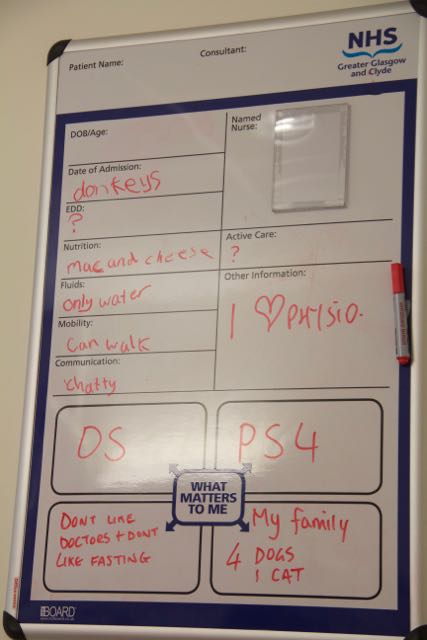 Patient Name:
Consultant:
NHS
Greater Glasgow
and Clyde
DOB/Age:
Named
Nurse:
Date of Admission:
donkeys
EDD:
?
Nutrition:
mac and cheese
Active Care:
?
Fluids:
only water
Other Information:
I ♡ PHYSIO.
Mobility:
Can walk
Communication:
chatty
DS
PS4
WHAT
MATTERS
TO ME
DONT LIKE
DOCTORS + DONT
LIKE FASTING
My family
4 DOGS
1 CAT
BOARD